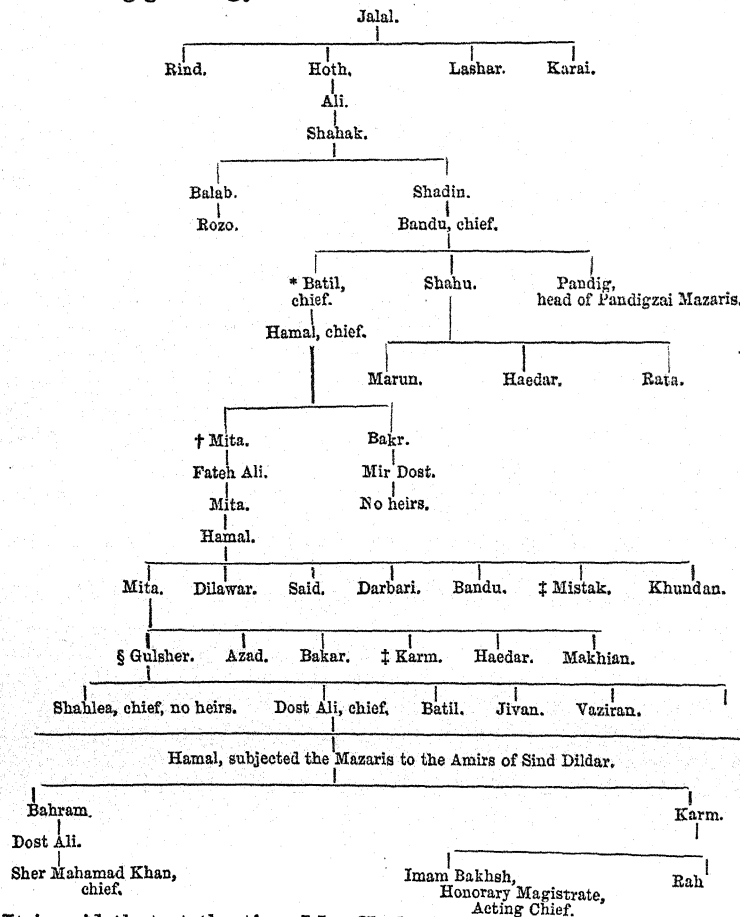 Jalal.
Rind. Hoth. Lashar. Karai.
Ali.
Shahak.
Balab. Shadin.
Rozo. Bandu, chief.
* Batil, Shahu. Pandig,
chief. head of Pandigzai Mazaris.
Hamal, chief.
Marun. Haedar. Rata.
† Mita. Bakr.
Fateh Ali. Mir Dost.
Mita. No heirs.
Hamal.
Mita. Dilawar. Said. Darbari. Bandu. ‡ Mistak. Khundan.
§ Gulsher. Azad. Bakar. ‡ Karm. Haedar. Makhian.
Shahlea, chief, no heirs. Dost Ali, chief. Batil. Jivan. Vaziran.
Hamal, subjected the Mazaris to the Amirs of Sind Dildar.
Bahram. Karm.
Dost Ali.
Sher Mahamad Khan, Imam Bakhsh, Rah
chief. Honorary Magistrate,
Acting Chief.